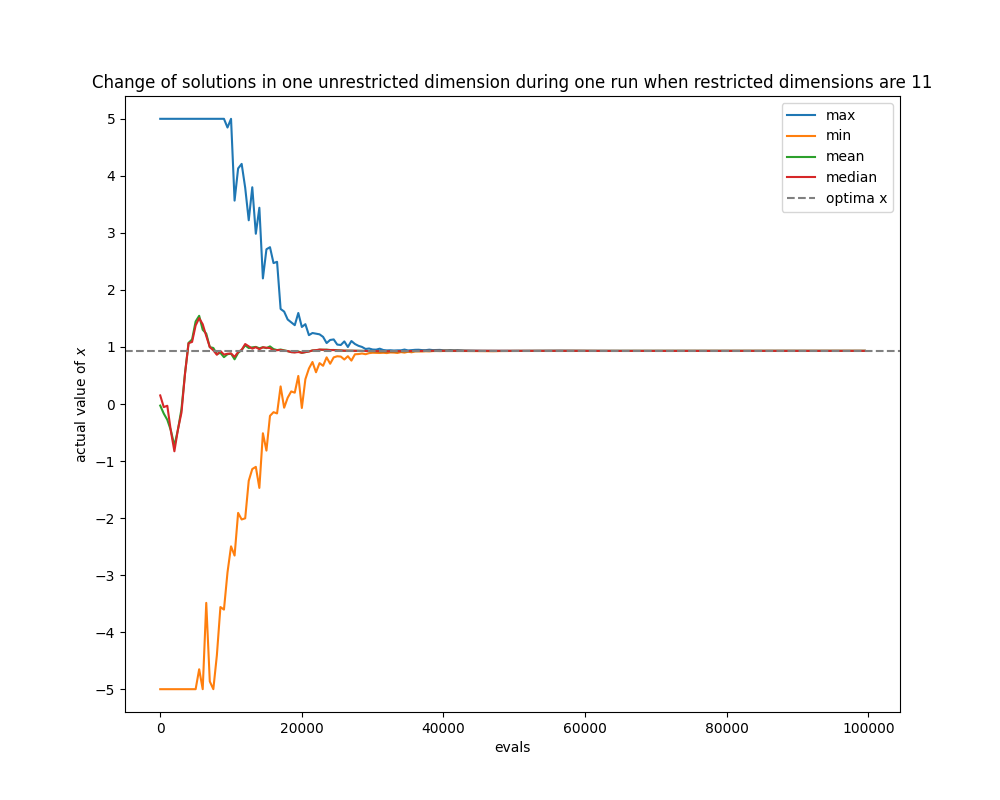 Change of solutions in one unrestricted dimension during one run when restricted dimensions are 11
max
min
mean
median
optima x
5
4
3
2
1
0
−1
−2
−3
−4
−5
actual value of x
0
20000
40000
60000
80000
100000
evals